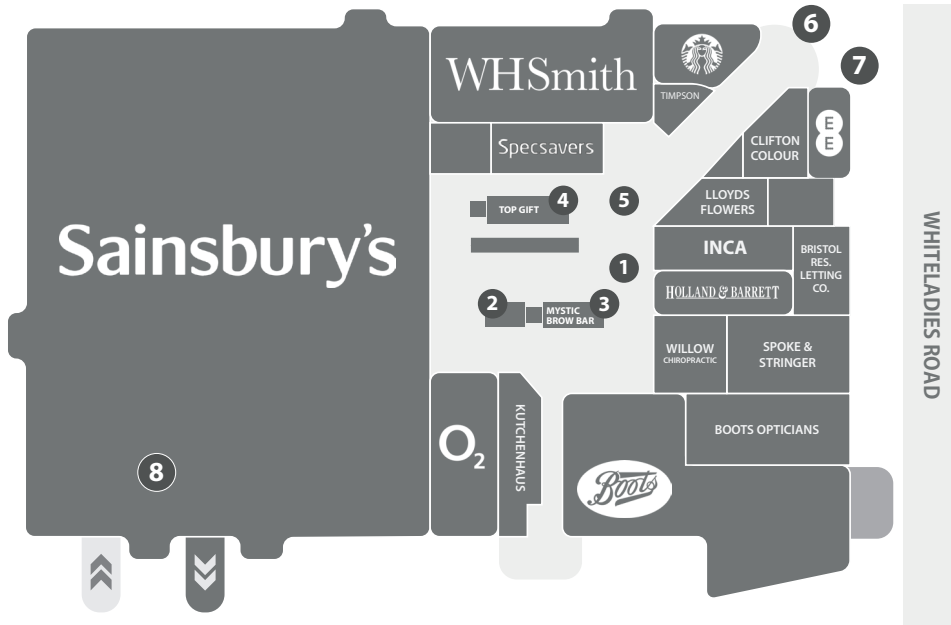 6
7
WHSmith
TIMPSON
E
E
CLIFTON
COLOUR
Specsavers
TOP GIFT
4
5
LLOYDS
FLOWERS
Sainsbury's
INCA
BRISTOL
RES.
LETTING
CO.
1
HOLLAND & BARRETT
2
MYSTIC
BROW BAR
3
WILLOW
CHIROPRACTIC
SPOKE &
STRINGER
WHITELADIES ROAD
O2
KUTCHENHAUS
BOOTS OPTICIANS
Boots
8